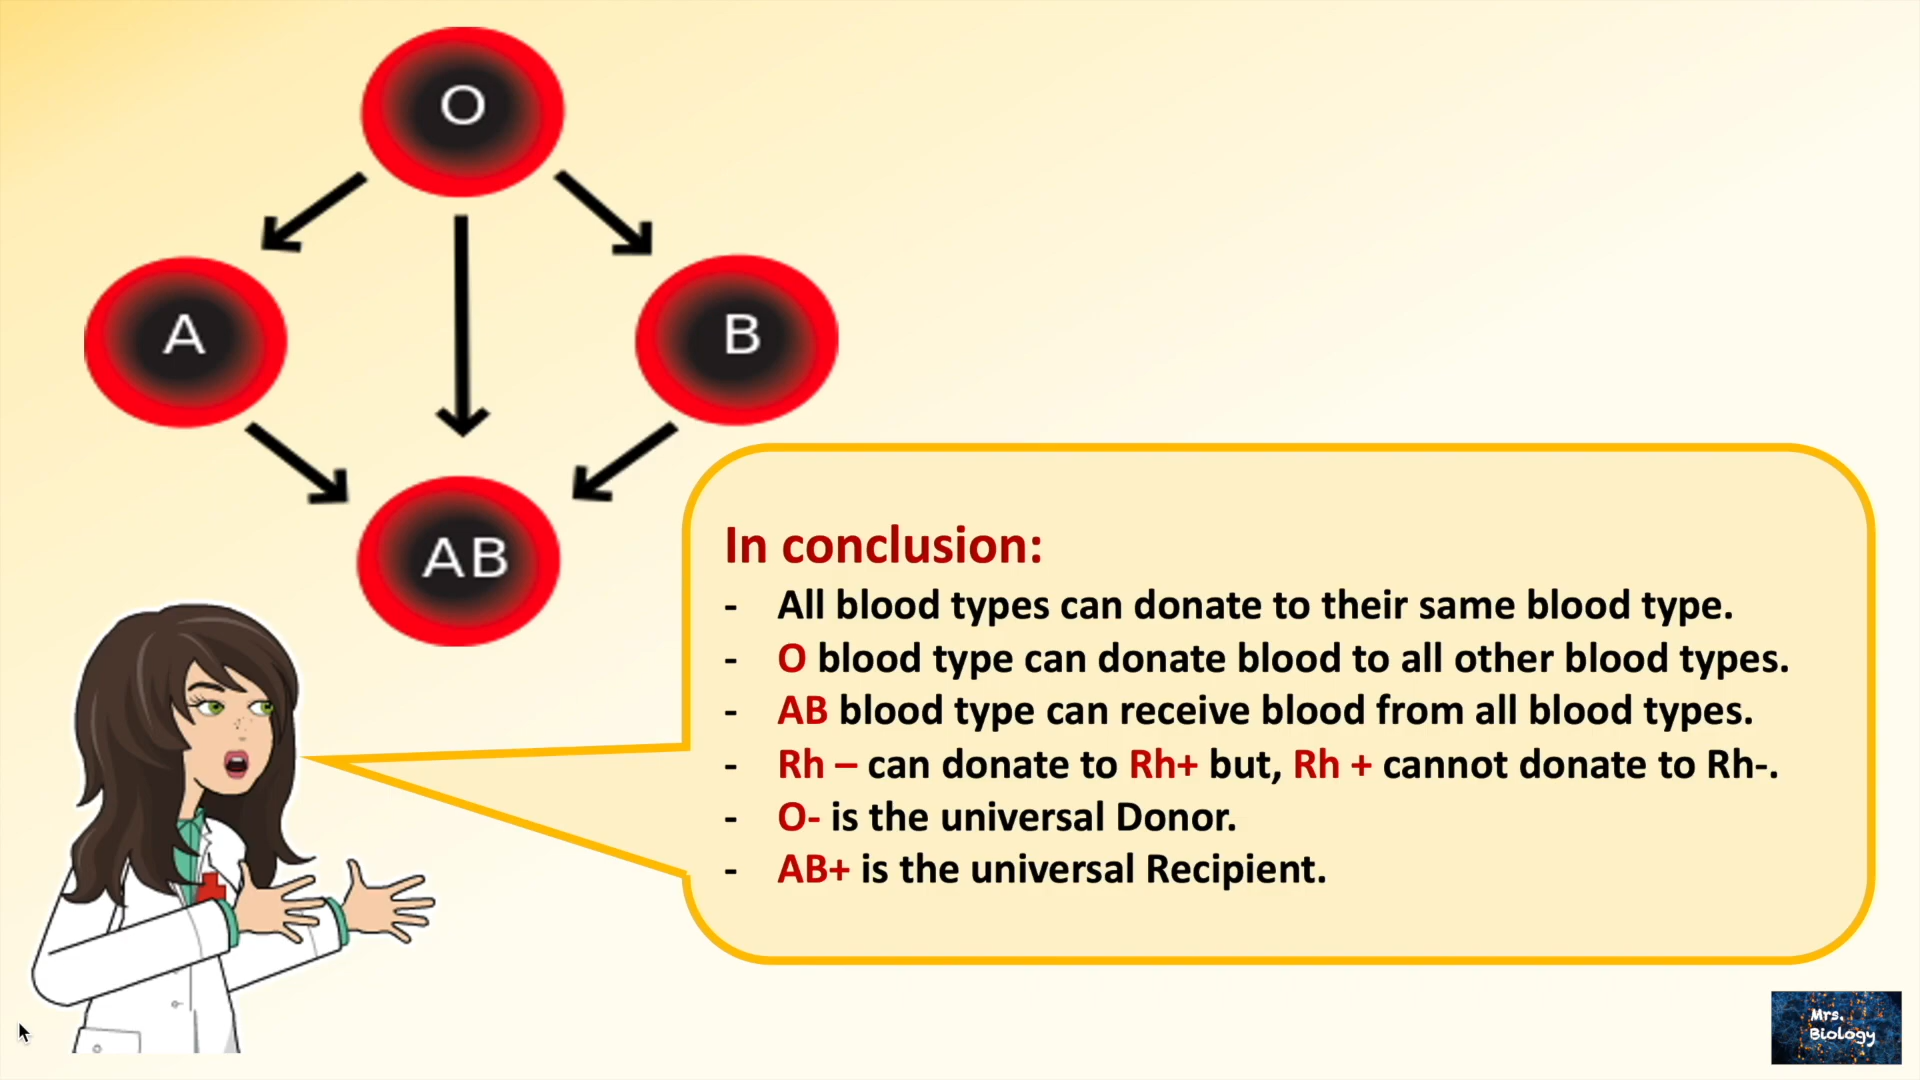 O
A
B
AB
In conclusion:
- All blood types can donate to their same blood type.
- O blood type can donate blood to all other blood types.
- AB blood type can receive blood from all blood types.
- Rh – can donate to Rh+ but, Rh + cannot donate to Rh-.
- O- is the universal Donor.
- AB+ is the universal Recipient.
Mrs.
Biology